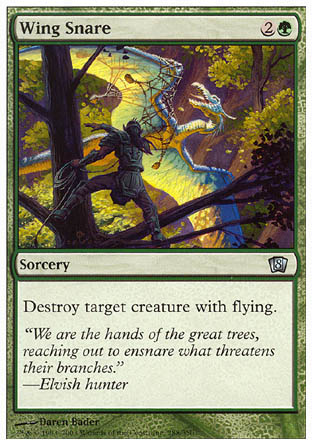 Wing Snare 2
Sorcery 8
Destroy target creature with flying.
“We are the hands of the great trees,
reaching out to ensnare what threatens
their branches.”
—Elvish hunter
Daren Bader